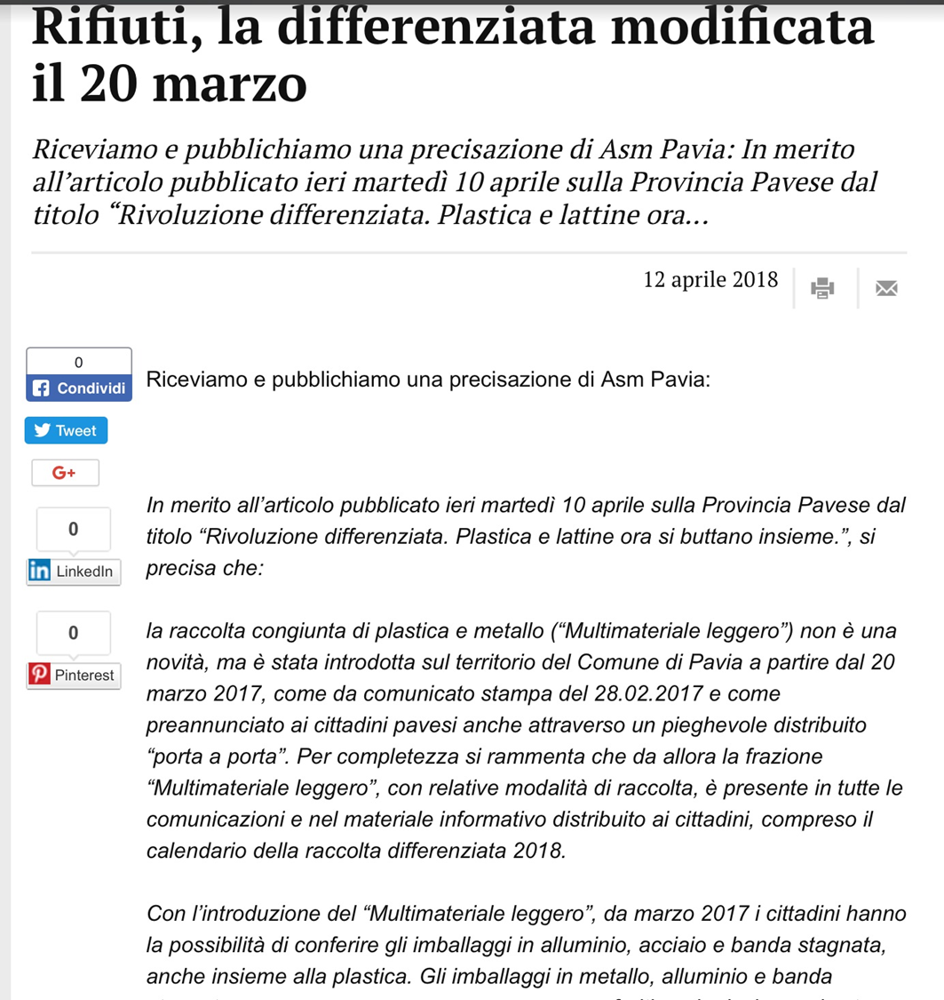 Rifiuti, la differenziata modificata
il 20 marzo
Riceviamo e pubblichiamo una precisazione di Asm Pavia: In merito
all’articolo pubblicato ieri martedì 10 aprile sulla Provincia Pavese dal
titolo “Rivoluzione differenziata. Plastica e lattine ora...
12 aprile 2018
0
Condividi
Tweet
G+
0
in LinkedIn
0
Pinterest
Riceviamo e pubblichiamo una precisazione di Asm Pavia:
In merito all’articolo pubblicato ieri martedì 10 aprile sulla Provincia Pavese dal
titolo “Rivoluzione differenziata. Plastica e lattine ora si buttano insieme.”, si
precisa che:
la raccolta congiunta di plastica e metallo (“Multimateriale leggero”) non è una
novità, ma è stata introdotta sul territorio del Comune di Pavia a partire dal 20
marzo 2017, come da comunicato stampa del 28.02.2017 e come
preannunciato ai cittadini pavesi anche attraverso un pieghevole distribuito
“porta a porta”. Per completezza si rammenta che da allora la frazione
“Multimateriale leggero”, con relative modalità di raccolta, è presente in tutte le
comunicazioni e nel materiale informativo distribuito ai cittadini, compreso il
calendario della raccolta differenziata 2018.
Con l’introduzione del “Multimateriale leggero”, da marzo 2017 i cittadini hanno
la possibilità di conferire gli imballaggi in alluminio, acciaio e banda stagnata,
anche insieme alla plastica. Gli imballaggi in metallo, alluminio e banda